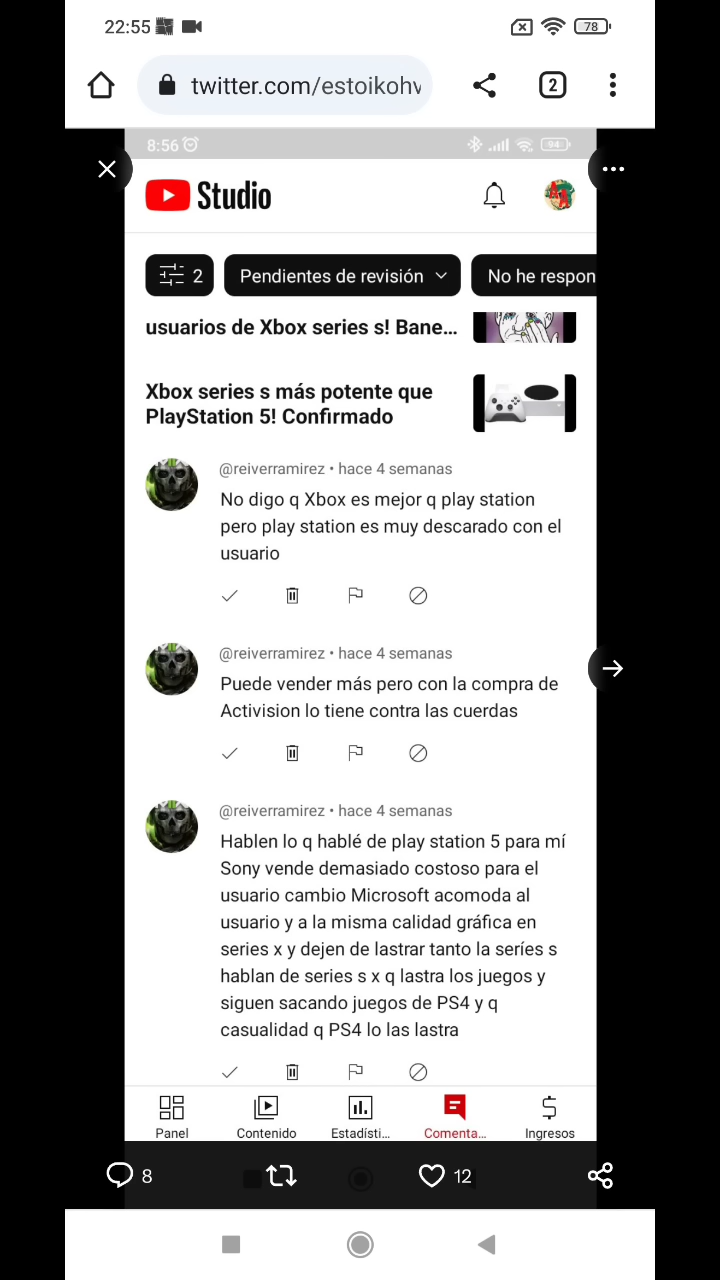 22:55
78
twitter.com/estoikohv
2
8:56
94
Studio
2
Pendientes de revisión
No he respon
usuarios de Xbox series s! Bane...
Xbox series s más potente que
PlayStation 5! Confirmado
@reiverramirez • hace 4 semanas
No digo q Xbox es mejor q play station
pero play station es muy descarado con el
usuario
@reiverramirez • hace 4 semanas
Puede vender más pero con la compra de
Activision lo tiene contra las cuerdas
@reiverramirez • hace 4 semanas
Hablen lo q hablé de play station 5 para mí
Sony vende demasiado costoso para el
usuario cambio Microsoft acomoda al
usuario y a la misma calidad gráfica en
series x y dejen de lastrar tanto la seríes s
hablan de series s x q lastra los juegos y
siguen sacando juegos de PS4 y q
casualidad q PS4 lo las lastra
Panel
Contenido
Estadísti...
Comenta...
Ingresos
8
12